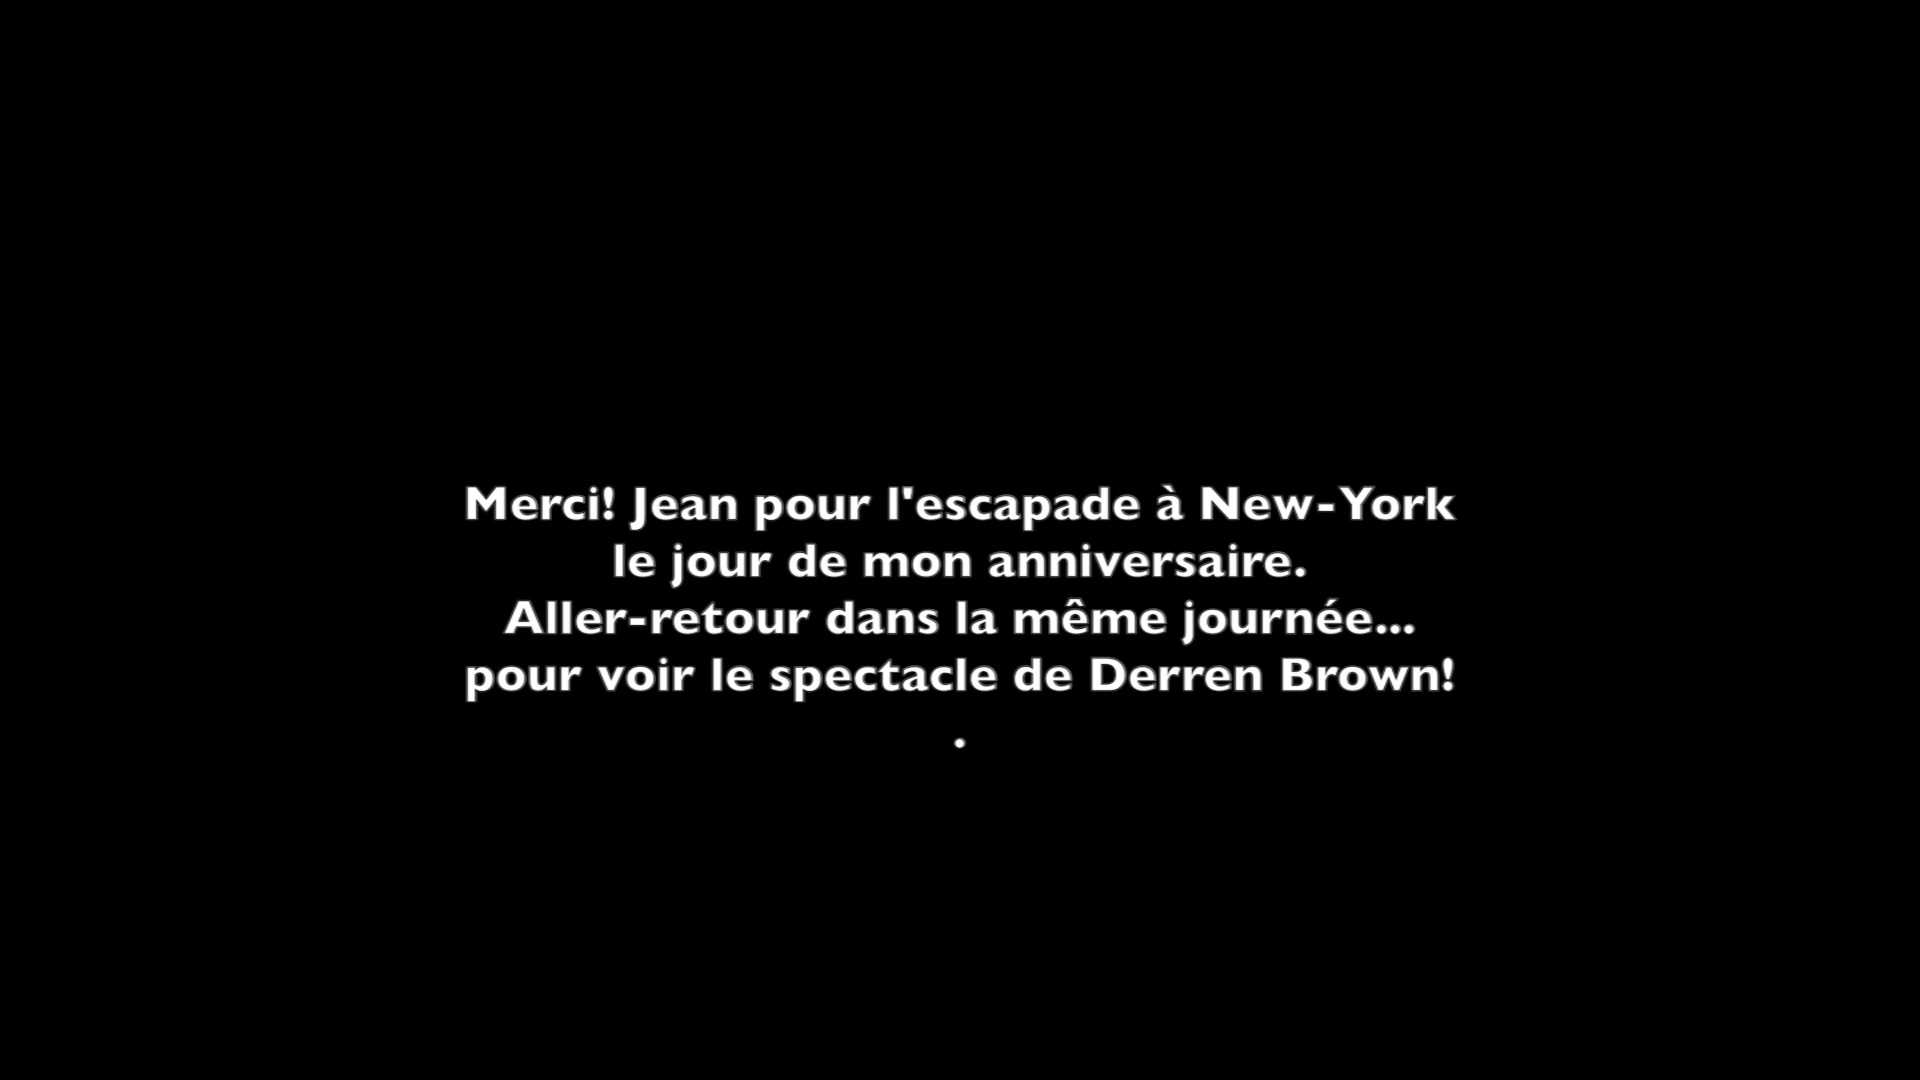 Merci! Jean pour l'escapade à New-York
le jour de mon anniversaire.
Aller-retour dans la même journée...
pour voir le spectacle de Derren Brown!
.